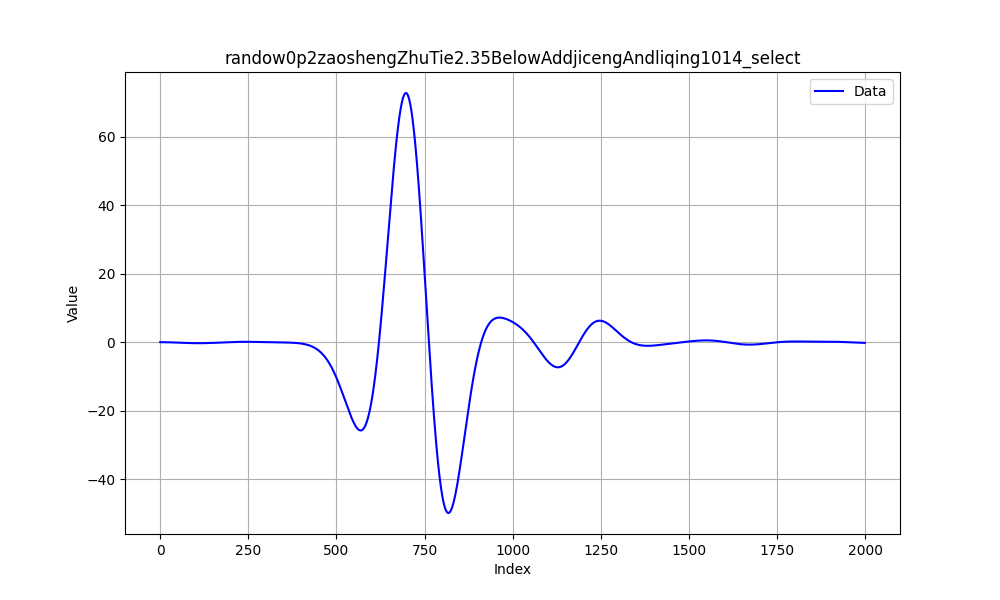 randow0p2zaoshengZhuTie2.35BelowAddjicengAndliqing1014_select
Data
Value
60
40
20
0
−20
−40
0 250 500 750 1000 1250 1500 1750 2000
Index